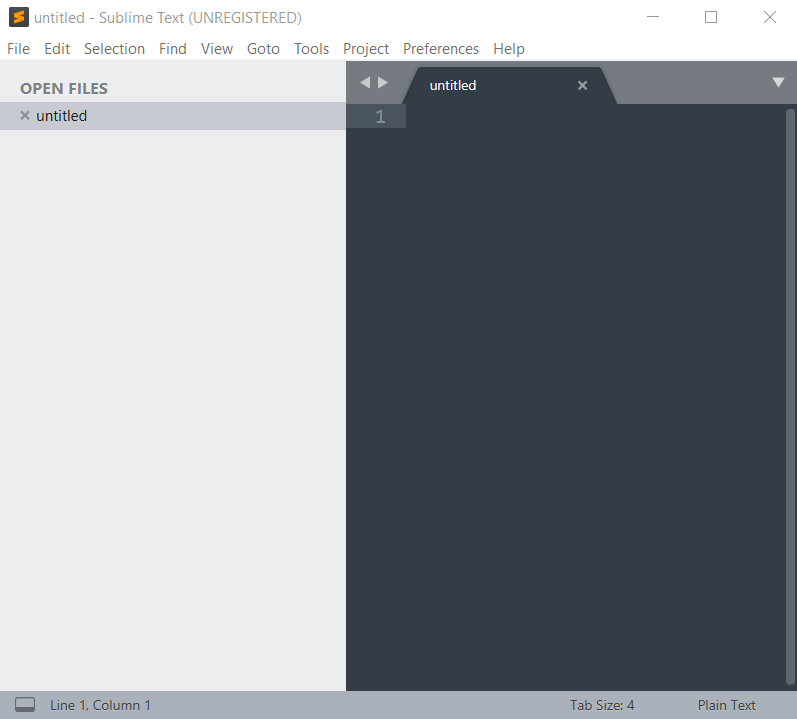 untitled - Sublime Text (UNREGISTERED)
File Edit Selection Find View Goto Tools Project Preferences Help
OPEN FILES
untitled
untitled
1
Line 1, Column 1
Tab Size: 4
Plain Text